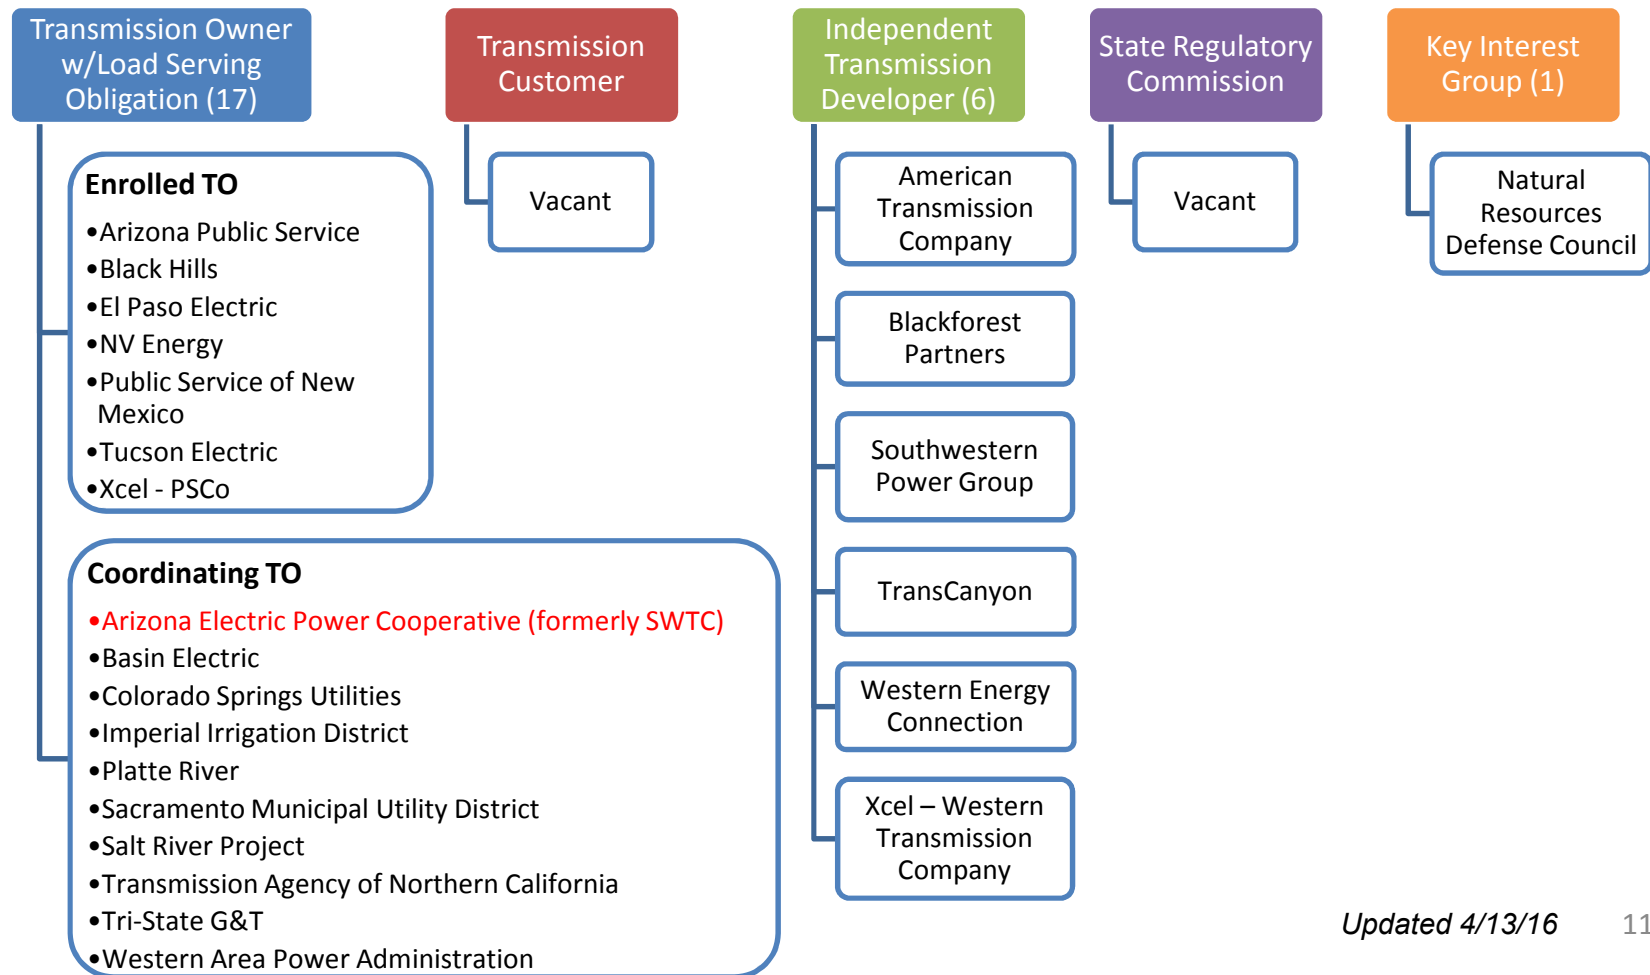 Transmission Owner
w/Load Serving
Obligation (17)
Enrolled TO
•Arizona Public Service
•Black Hills
•El Paso Electric
•NV Energy
•Public Service of New
Mexico
•Tucson Electric
•Xcel - PSCo
Coordinating TO
•Arizona Electric Power Cooperative (formerly SWTC)
•Basin Electric
•Colorado Springs Utilities
•Imperial Irrigation District
•Platte River
•Sacramento Municipal Utility District
•Salt River Project
•Transmission Agency of Northern California
•Tri-State G&T
•Western Area Power Administration
Transmission
Customer
Vacant
Independent
Transmission
Developer (6)
American
Transmission
Company
Blackforest
Partners
Southwestern
Power Group
TransCanyon
Western Energy
Connection
Xcel – Western
Transmission
Company
State Regulatory
Commission
Vacant
Key Interest
Group (1)
Natural
Resources
Defense Council
Updated 4/13/16
11